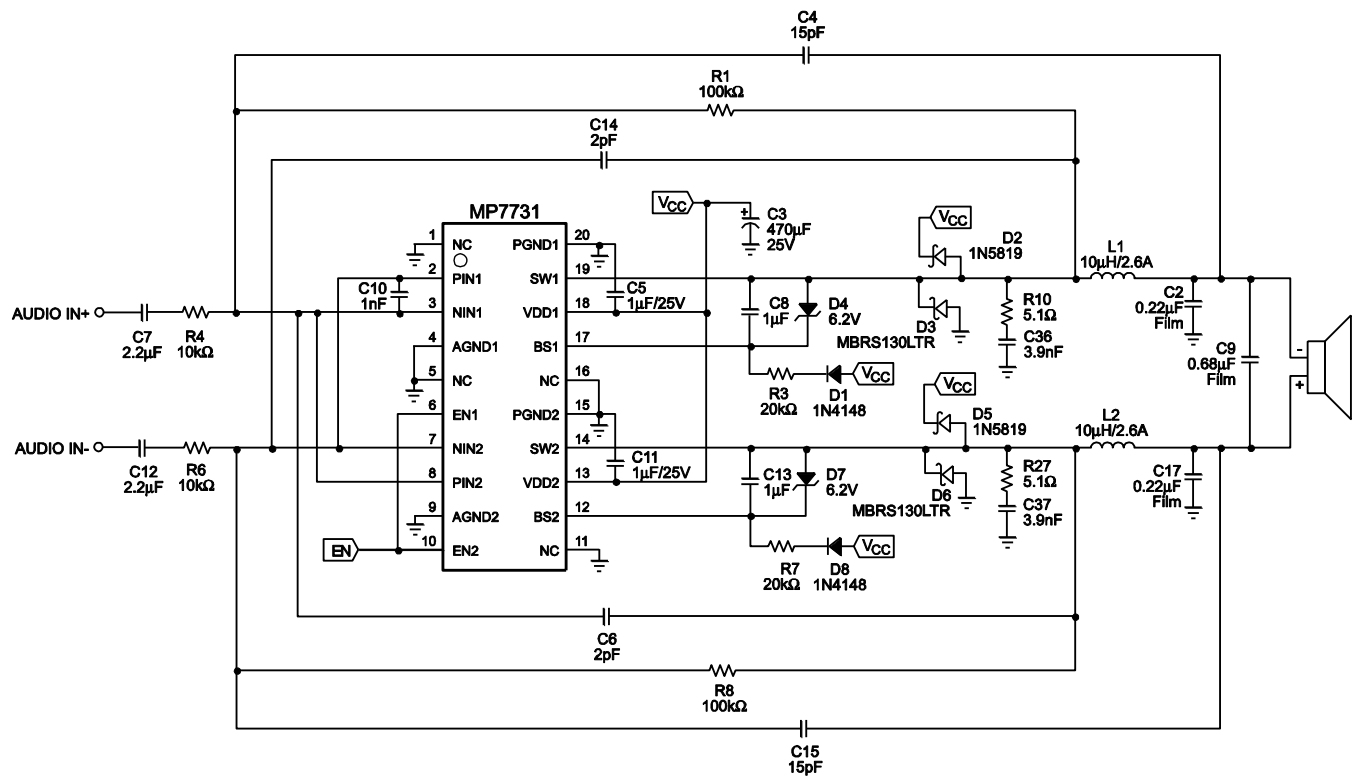 C4
15pF
R1
100kΩ
C14
2pF
MP7731
VCC
+
C3
470µF
25V
VCC
D2
1N5819
L1
10µH/2.6A
1
NC
PGND1
20
2
PIN1
SW1
19
C10
1nF
C5
1µF/25V
C8
1µF
D4
6.2V
D3
MBRS130LTR
R10
5.1Ω
C36
3.9nF
C2
0.22µF
Film
AUDIO IN+
C7
2.2µF
R4
10kΩ
3
NIN1
VDD1
18
4
AGND1
BS1
17
5
NC
NC
16
R3
20kΩ
D1
1N4148
VCC
C9
0.68µF
Film
-
+
6
EN1
PGND2
15
VCC
D5
1N5819
L2
10µH/2.6A
AUDIO IN-
C12
2.2µF
R6
10kΩ
7
NIN2
SW2
14
C11
1µF/25V
C13
1µF
D7
6.2V
D6
MBRS130LTR
R27
5.1Ω
C37
3.9nF
C17
0.22µF
Film
8
PIN2
VDD2
13
9
AGND2
BS2
12
EN
10
EN2
NC
11
R7
20kΩ
D8
1N4148
VCC
C6
2pF
R8
100kΩ
C15
15pF